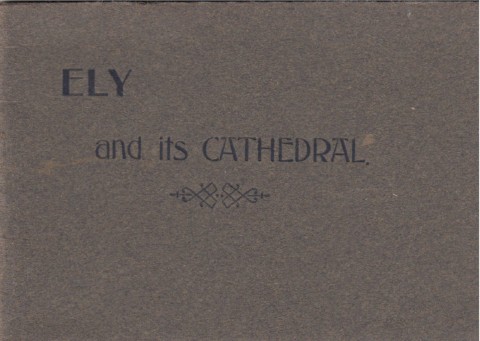 ELY
and its CATHEDRAL.